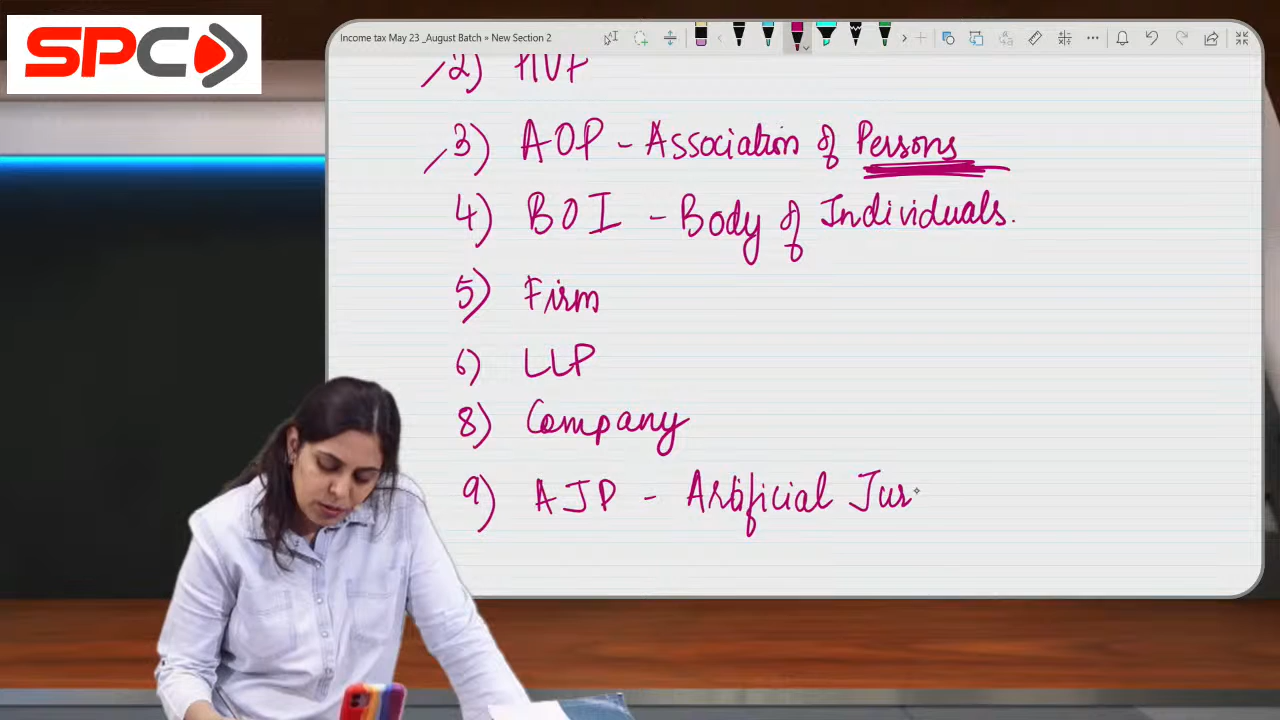 SPC
Income tax May 23 _August Batch » New Section 2
2) HUF
3) AOP - Association of Persons
4) BOI - Body of Individuals.
5) Firm
6) LLP
8) Company
9) AJP - Artificial Jur